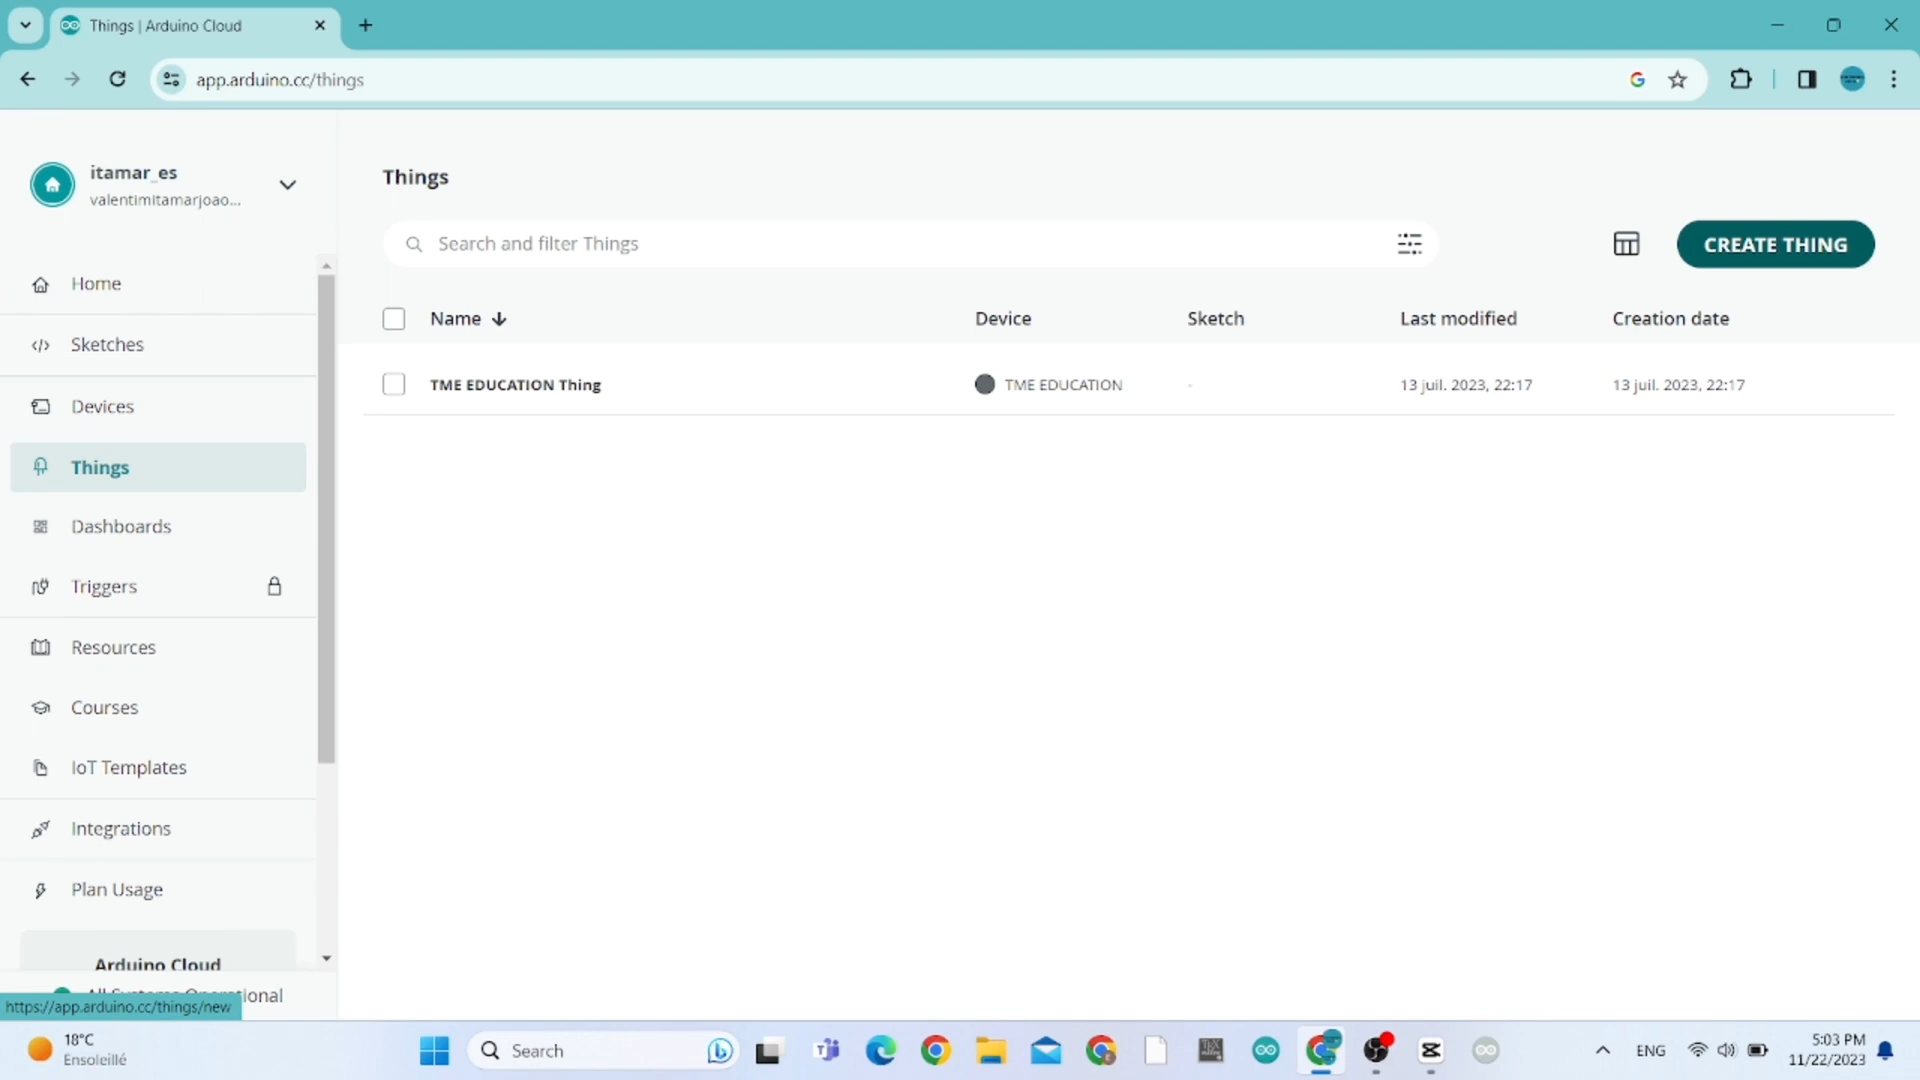 Things | Arduino Cloud
app.arduino.cc/things
itamar_es
valentimitamarjoao...
Home
Sketches
Devices
Things
Dashboards
Triggers
Resources
Courses
IoT Templates
Integrations
Plan Usage
Arduino Cloud
All Systems Operational
https://app.arduino.cc/things/new
Things
Search and filter Things
CREATE THING
Name Device Sketch Last modified Creation date
TME EDUCATION Thing TME EDUCATION - 13 juil. 2023, 22:17 13 juil. 2023, 22:17
18°C
Ensoleillé
Search
ENG
5:03 PM
11/22/2023